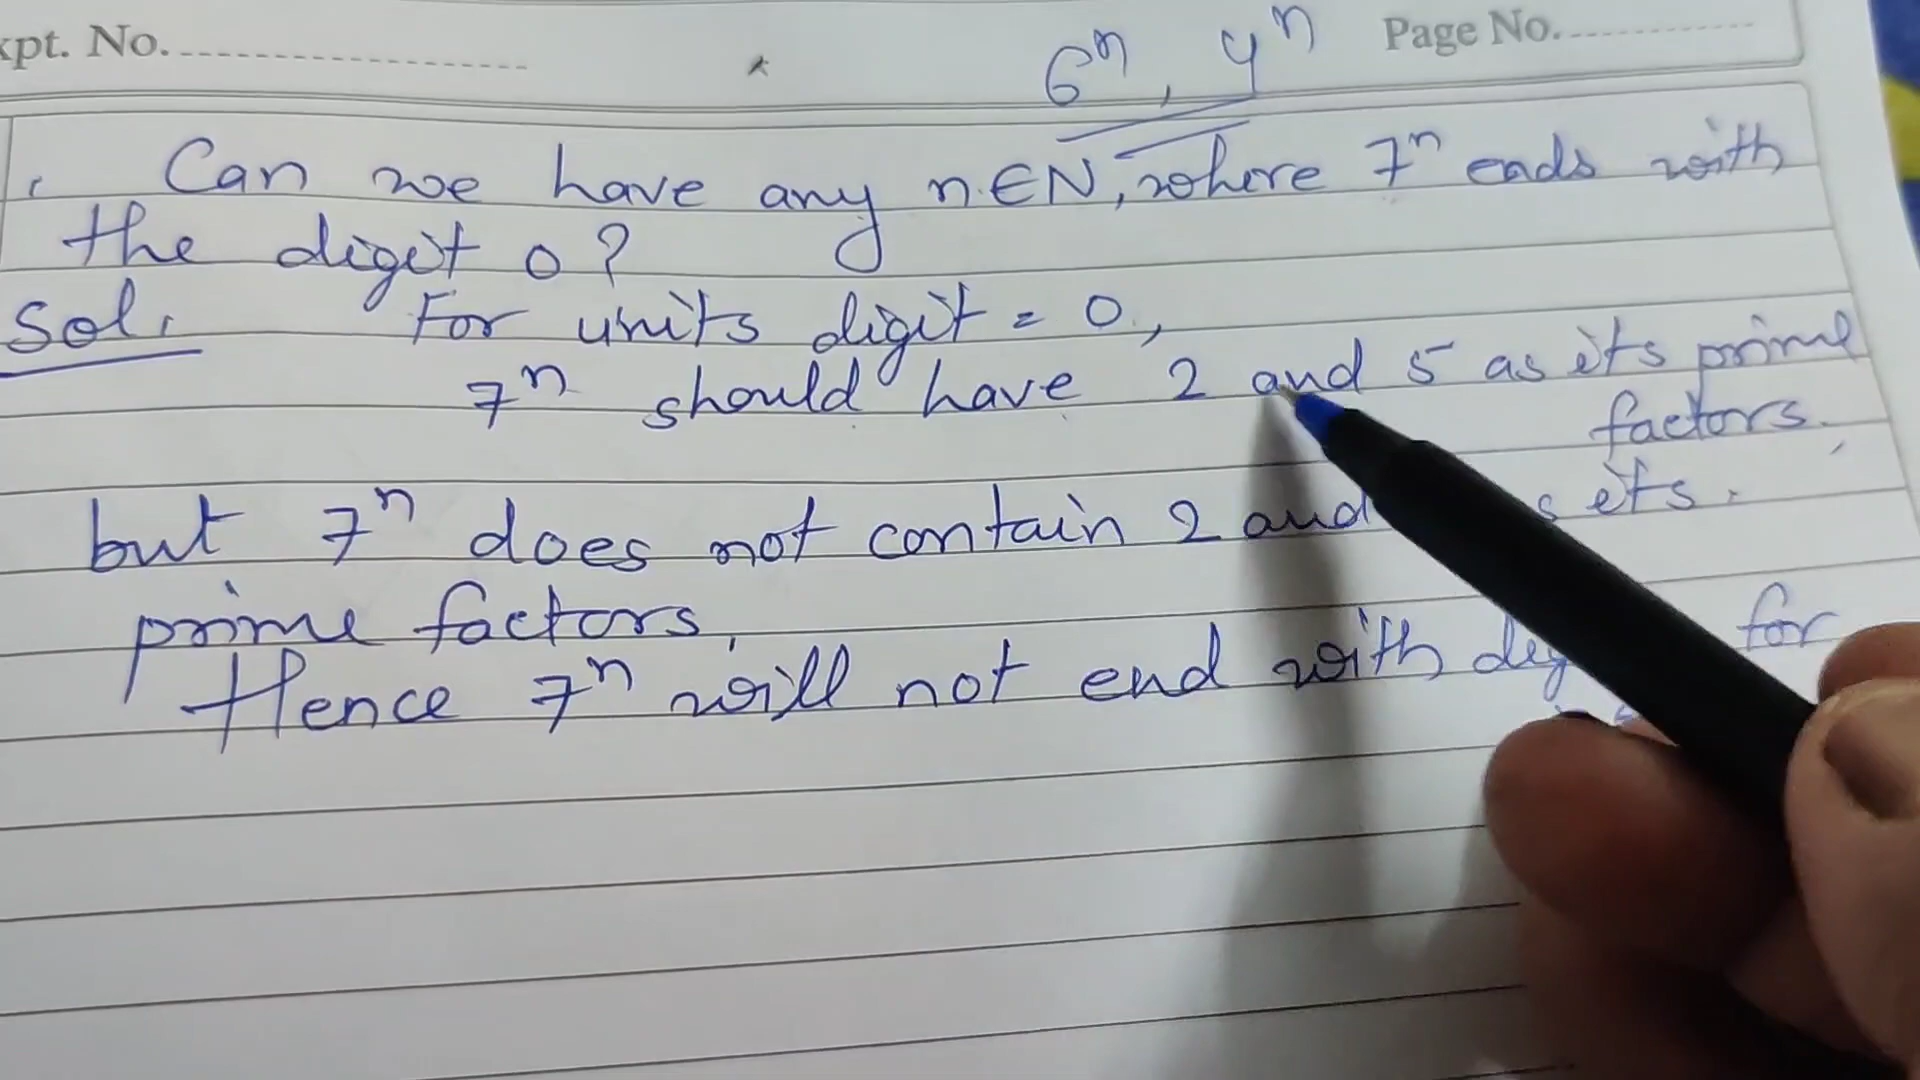 xpt. No.
6ⁿ, 4ⁿ
Page No.
Can we have any n∈N, where 7ⁿ ends with
the digit 0?
Sol.
For units digit = 0,
7ⁿ should have 2 and 5 as its prime
factors.
but 7ⁿ does not contain 2 and its.
prime factors,
Hence 7ⁿ will not end with for